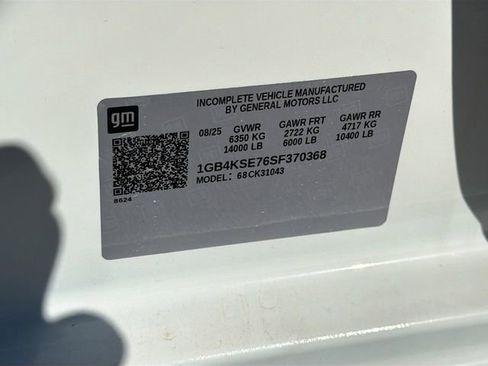 gm
INCOMPLETE VEHICLE MANUFACTURED
BY GENERAL MOTORS LLC
08/25 GVWR GAWR FRT GAWR RR
6350 KG 2722 KG 4717 KG
14000 LB 6000 LB 10400 LB
1GB4KSE76SF370368
MODEL: 68CK31043
8624